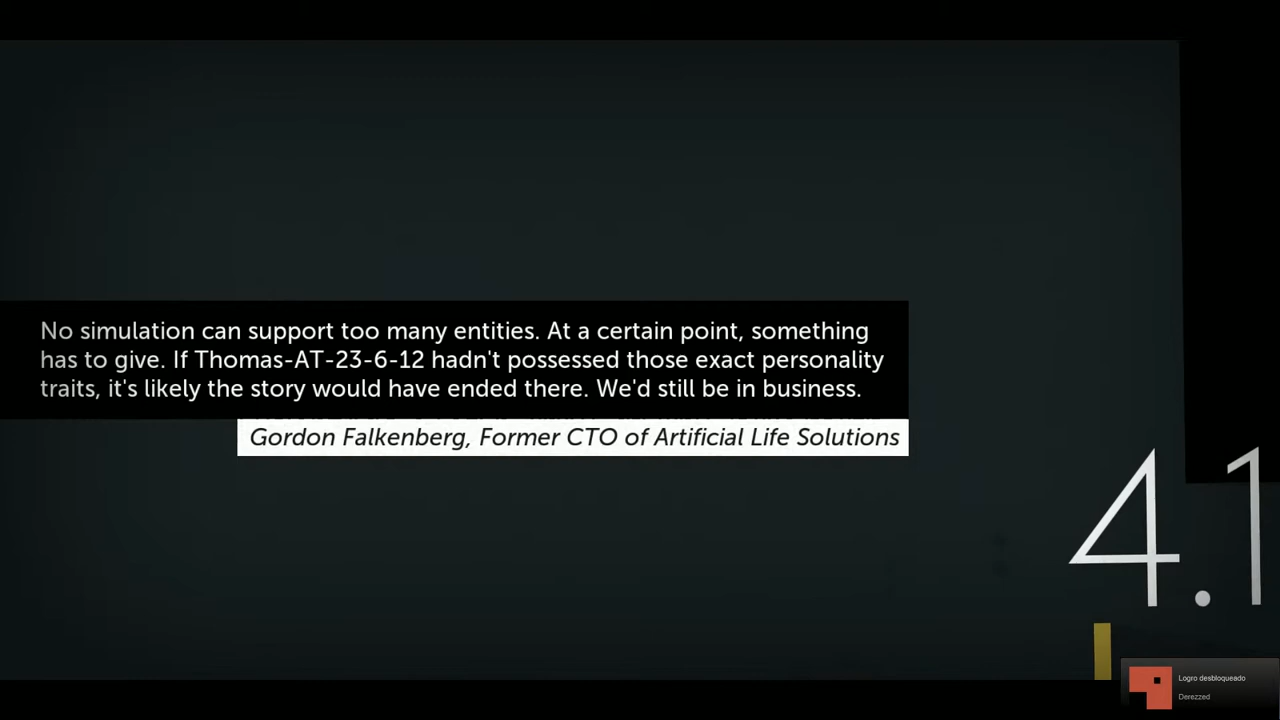 No simulation can support too many entities. At a certain point, something
has to give. If Thomas-AT-23-6-12 hadn't possessed those exact personality
traits, it's likely the story would have ended there. We'd still be in business.
Gordon Falkenberg, Former CTO of Artificial Life Solutions
4.1
Logro desbloqueado
Derezzed